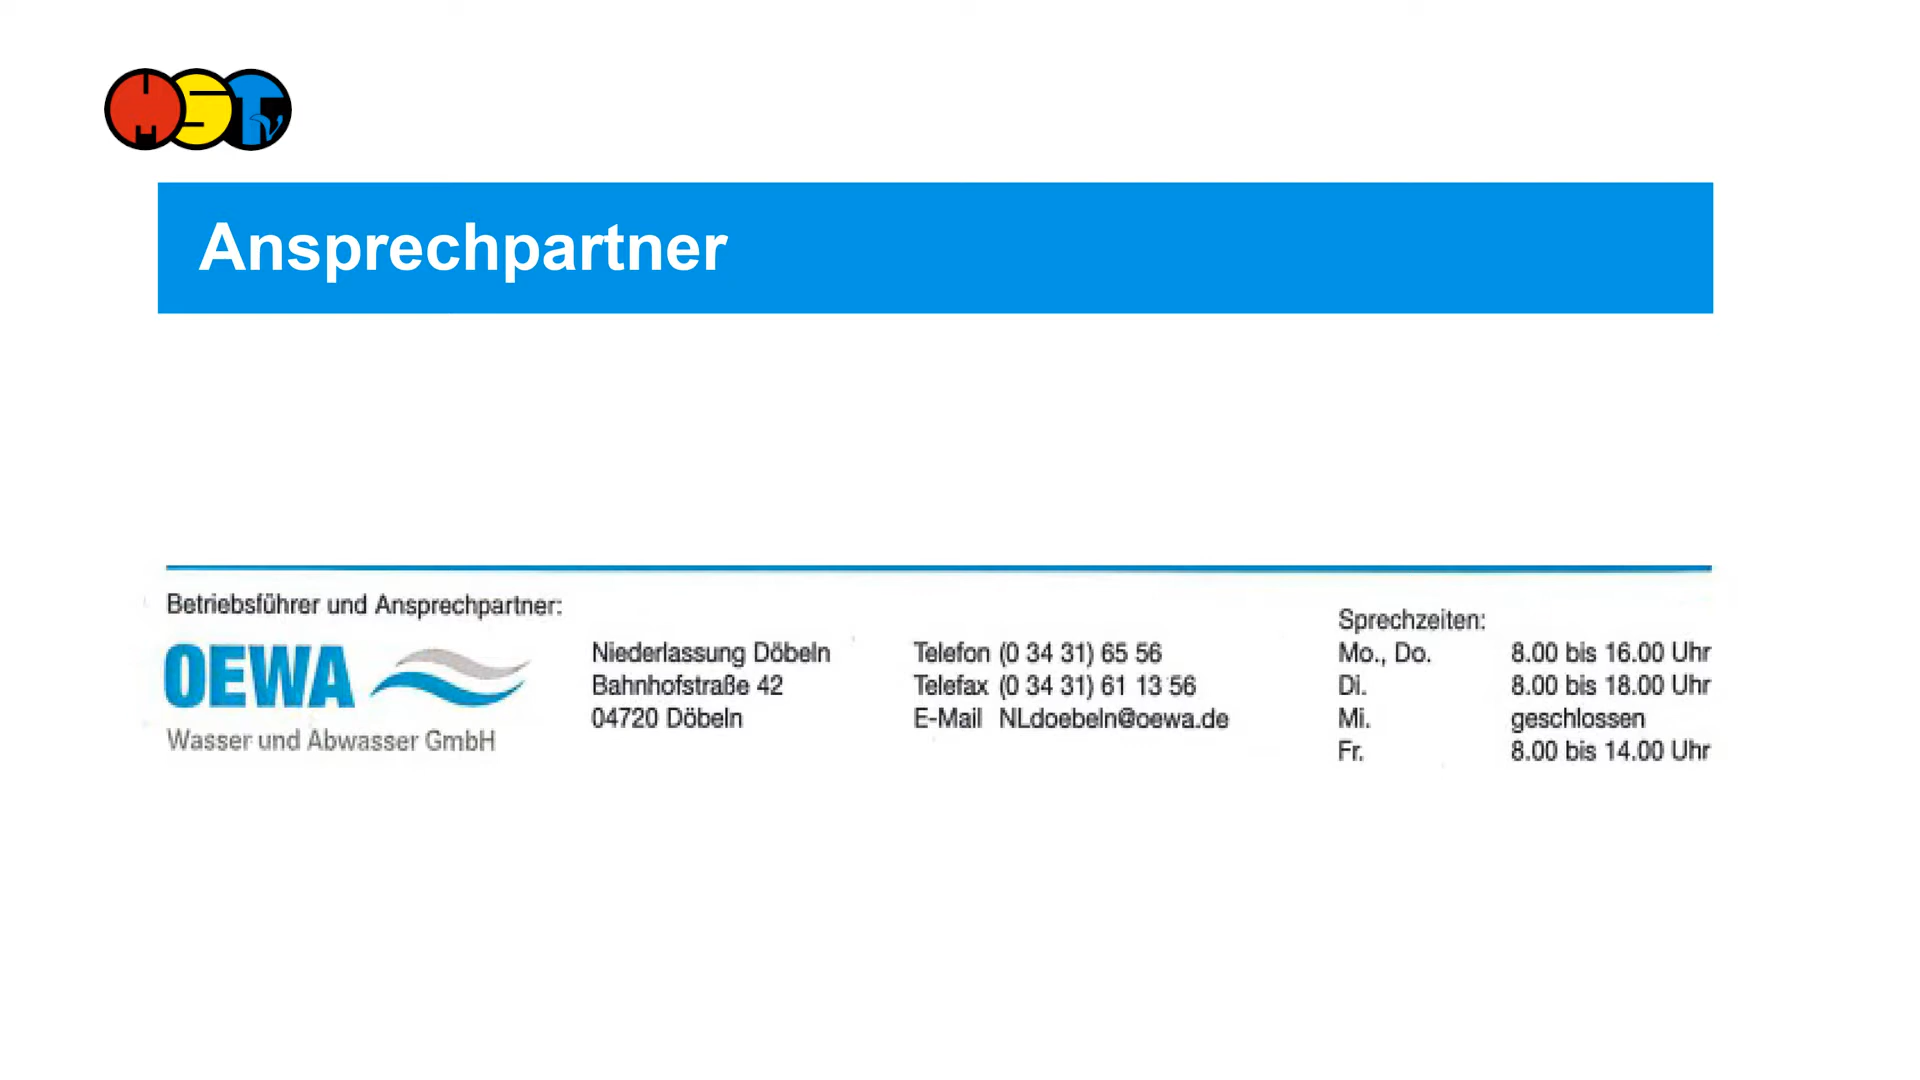 HSTv
Ansprechpartner
Betriebsführer und Ansprechpartner:
OEWA
Wasser und Abwasser GmbH
Niederlassung Döbeln
Bahnhofstraße 42
04720 Döbeln
Telefon (0 34 31) 65 56
Telefax (0 34 31) 61 13 56
E-Mail NLdoebeln@oewa.de
Sprechzeiten:
Mo., Do. 8.00 bis 16.00 Uhr
Di. 8.00 bis 18.00 Uhr
Mi. geschlossen
Fr. 8.00 bis 14.00 Uhr